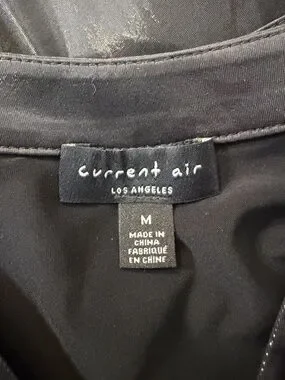 current air
LOS ANGELES
M
MADE IN
CHINA
FABRIQUÉ
EN CHINE